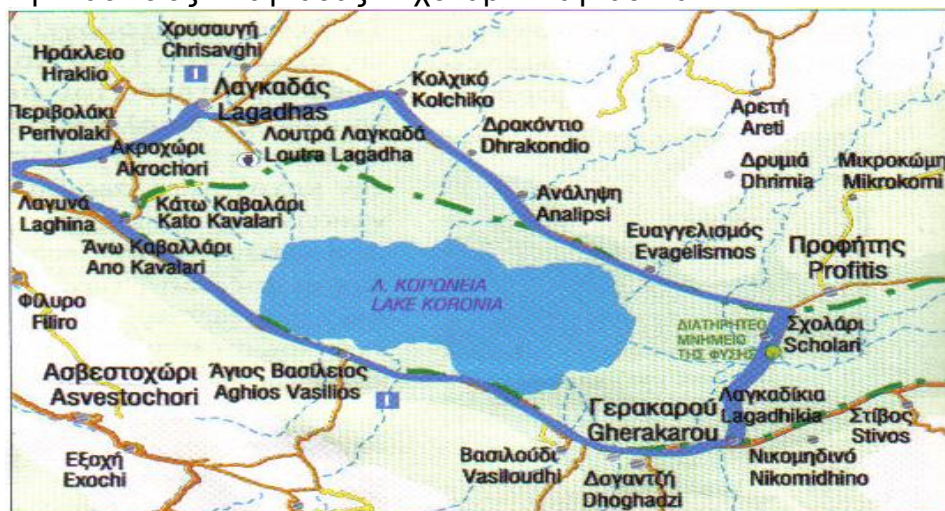 Χρυσαυγή
Chrisavghi
Ηράκλειο
Hraklio
Λαγκαδάς
Lagadhas
Κολχικό
Kolchiko
Περιβολάκι
Perivolaki
Λουτρά Λαγκαδά
Loutra Lagadha
Δρακόντιο
Dhrakondio
Αρετή
Areti
Ακροχώρι
Akrochori
Δρυμιά
Dhrimia
Μικροκώμη
Mikrokomi
Λαγυνά
Laghina
Κάτω Καβαλάρι
Kato Kavalari
Ανάληψη
Analipsi
Ευαγγελισμός
Evagelismos
Προφήτης
Profitis
Άνω Καβαλλάρι
Ano Kavalari
Λ. ΚΟΡΩΝΕΙΑ
LAKE KORONIA
Φίλυρο
Filiro
ΔΙΑΤΗΡΗΤΕΟ
ΜΝΗΜΕΙΟ
ΤΗΣ ΦΥΣΗΣ
Σχολάρι
Scholari
Ασβεστοχώρι
Asvestochori
Άγιος Βασίλειος
Aghios Vasilios
Γερακαρού
Gherakarou
Λαγκαδίκια
Lagadhikia
Στίβος
Stivos
Εξοχή
Exochi
Βασιλούδι
Vasiloudhi
Δογαντζή
Dhoghadzi
Νικομηδινό
Nikomidhino